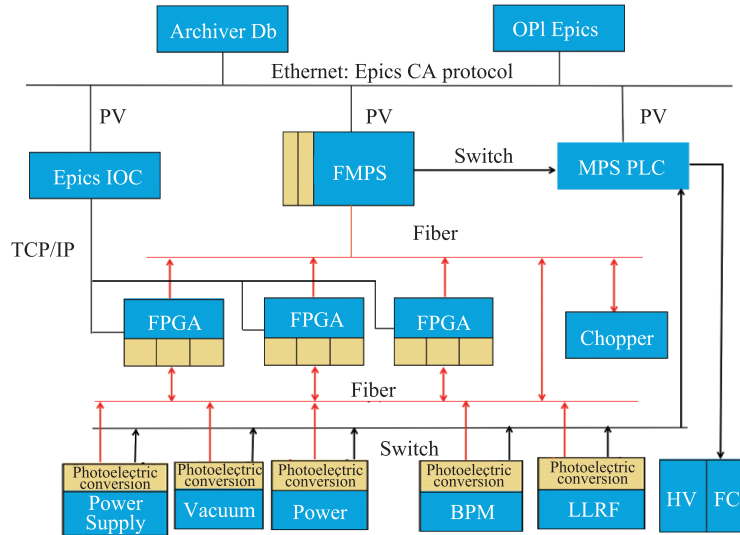 Archiver Db
OPl Epics
Ethernet: Epics CA protocol
PV
PV
PV
Epics IOC
FMPS
Switch
MPS PLC
TCP/IP
Fiber
FPGA
FPGA
FPGA
Chopper
Fiber
Switch
Photoelectric
conversion
Power
Supply
Photoelectric
conversion
Vacuum
Photoelectric
conversion
Power
Photoelectric
conversion
BPM
Photoelectric
conversion
LLRF
HV
FC